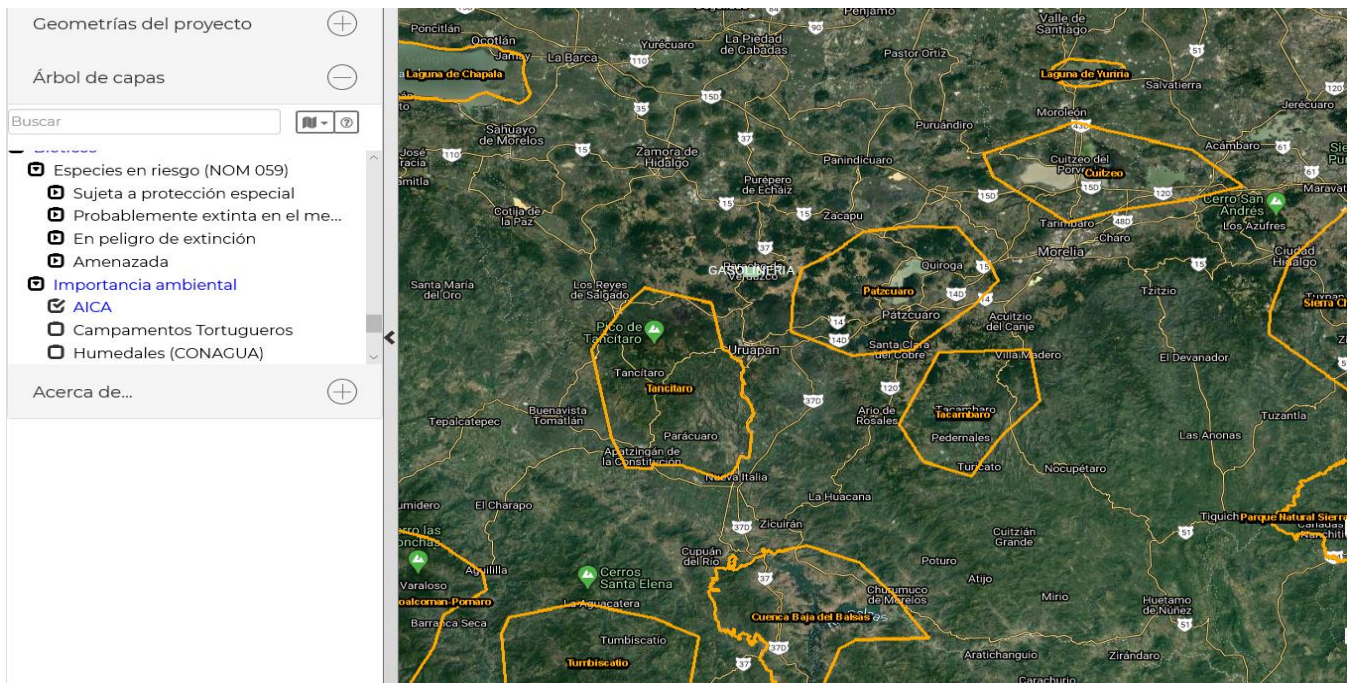 Geometrías del proyecto
Árbol de capas
Buscar
Especies en riesgo (NOM 059)
Sujeta a protección especial
Probablemente extinta en el me...
En peligro de extinción
Amenazada
Importancia ambiental
AICA
Campamentos Tortugueros
Humedales (CONAGUA)
Acerca de...
Poncitlán
Ocotlán
Jamay
La Barca
Yurécuaro
La Piedad
de Cabadas
Penjamo
Pastor Ortiz
Valle de
Santiago
Laguna de Chapala
Laguna de Yuriria
Salvatierra
Jerécuaro
Moroleón
Sahuayo
de Morelos
Zamora de
Hidalgo
Puruándiro
Panindícuaro
Acámbaro
Cuitzeo del
Cuitzeo
Purépero
de Echáiz
Cotija de
la Paz
Zacapu
Tarímbaro
Charo
Cerro San
Andrés
Los Azufres
Morelia
Ciudad
Hidalgo
GASOLINERIA
Quiroga
Santa María
del Oro
Los Reyes
de Salgado
Patzcuaro
Pátzcuaro
Tzitzio
Acuitzio
del Canje
Pico de
Tancítaro
Uruapan
Santa Clara
del Cobre
Villa Madero
El Devanador
Tancítaro
Tancitaro
Buenavista
Tomatlán
Tepalcatepec
Ario de
Rosales
Tacambaro
Pedernales
Tuzantla
Las Anonas
Parácuaro
Apatzingán de
la Constitución
Nueva Italia
Turicato
Nocupétaro
La Huacana
El Chárapo
Zicuirán
Cuitzián
Grande
Parque Natural Sierra
Cupuán
del Río
Poturo
Atijo
Varaloso
Aguililla
Cerros
Santa Elena
La Aguacatera
Churumuco
de Morelos
Mirio
Huetamo
de Núñez
Barranca Seca
Cuenca Baja del Balsas
Tumbiscatío
Tumbiscatio
Aratichanguio
Zirándaro
Carachurio